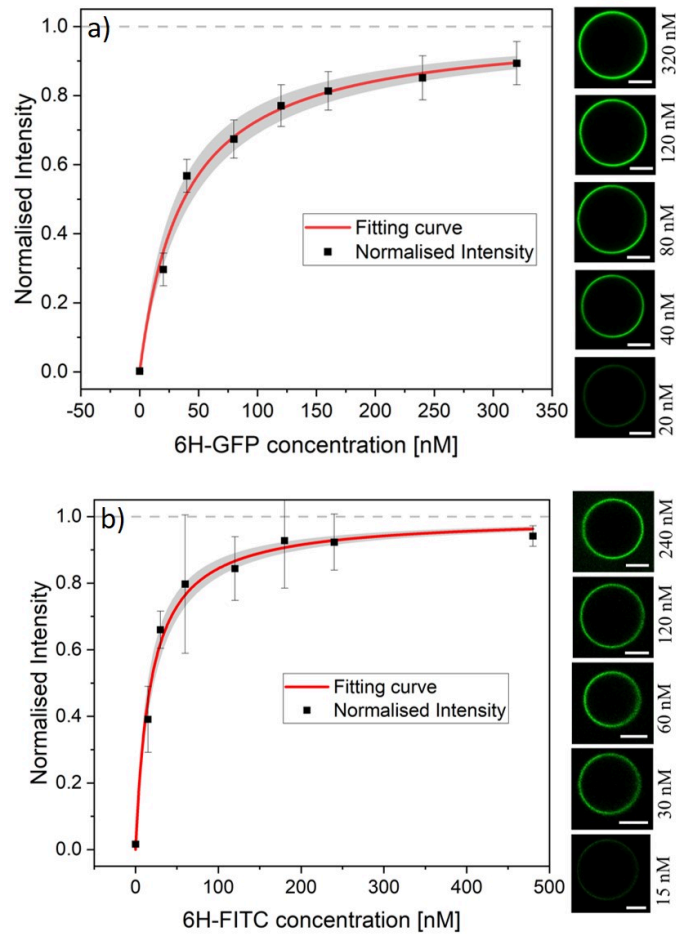 a)
1.0
0.8
0.6
0.4
0.2
0.0
Normalised Intensity
Fitting curve
Normalised Intensity
-50 0 50 100 150 200 250 300 350
6H-GFP concentration [nM]
320 nM
120 nM
80 nM
40 nM
20 nM
b)
1.0
0.8
0.6
0.4
0.2
0.0
Normalised Intensity
Fitting curve
Normalised Intensity
0 100 200 300 400 500
6H-FITC concentration [nM]
240 nM
120 nM
60 nM
30 nM
15 nM